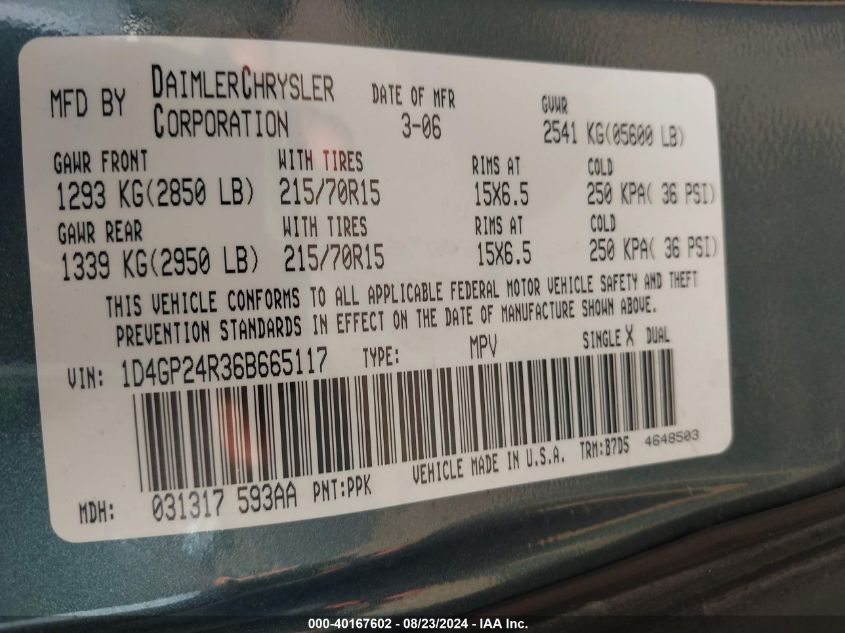 MFD BY DAIMLERCHRYSLER CORPORATION
DATE OF MFR 3-06
GVWR 2541 KG(05600 LB)
GAWR FRONT WITH TIRES RIMS AT COLD
1293 KG(2850 LB) 215/70R15 15X6.5 250 KPA( 36 PSI)
GAWR REAR WITH TIRES RIMS AT COLD
1339 KG(2950 LB) 215/70R15 15X6.5 250 KPA( 36 PSI)
THIS VEHICLE CONFORMS TO ALL APPLICABLE FEDERAL MOTOR VEHICLE SAFETY AND THEFT
PREVENTION STANDARDS IN EFFECT ON THE DATE OF MANUFACTURE SHOWN ABOVE.
VIN: 1D4GP24R36B665117 TYPE: MPV SINGLE X DUAL
MDH: 031317 593AA PNT:PPK VEHICLE MADE IN U.S.A. TRM:B7D5 4648503
000-40167602 - 08/23/2024 - IAA Inc.